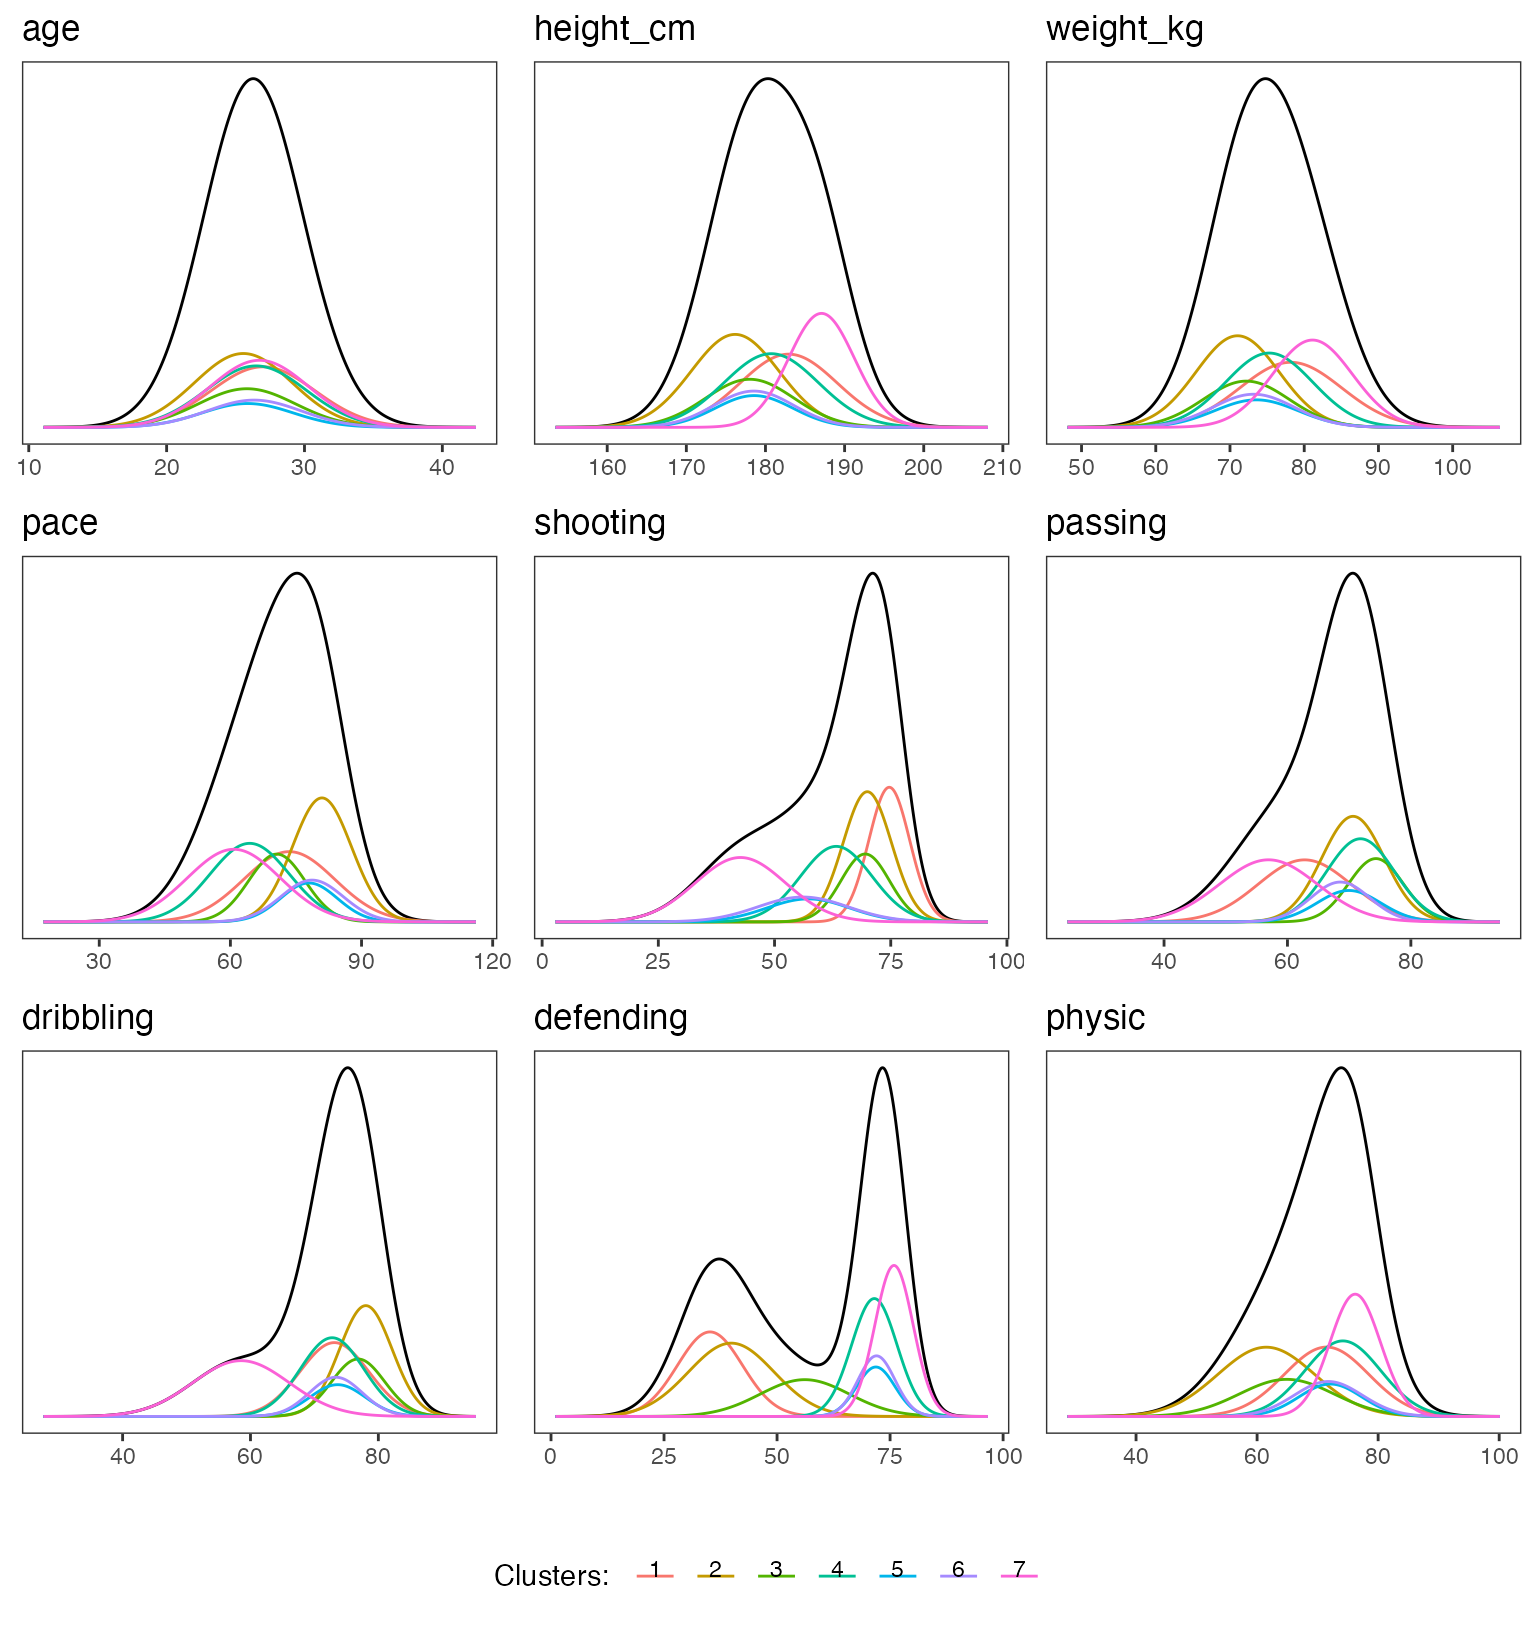 age height_cm weight_kg
10 20 30 40 160 170 180 190 200 210 50 60 70 80 90 100
pace shooting passing
30 60 90 120 0 25 50 75 100 40 60 80
dribbling defending physic
40 60 80 0 25 50 75 100 40 60 80 100
Clusters: 1 2 3 4 5 6 7